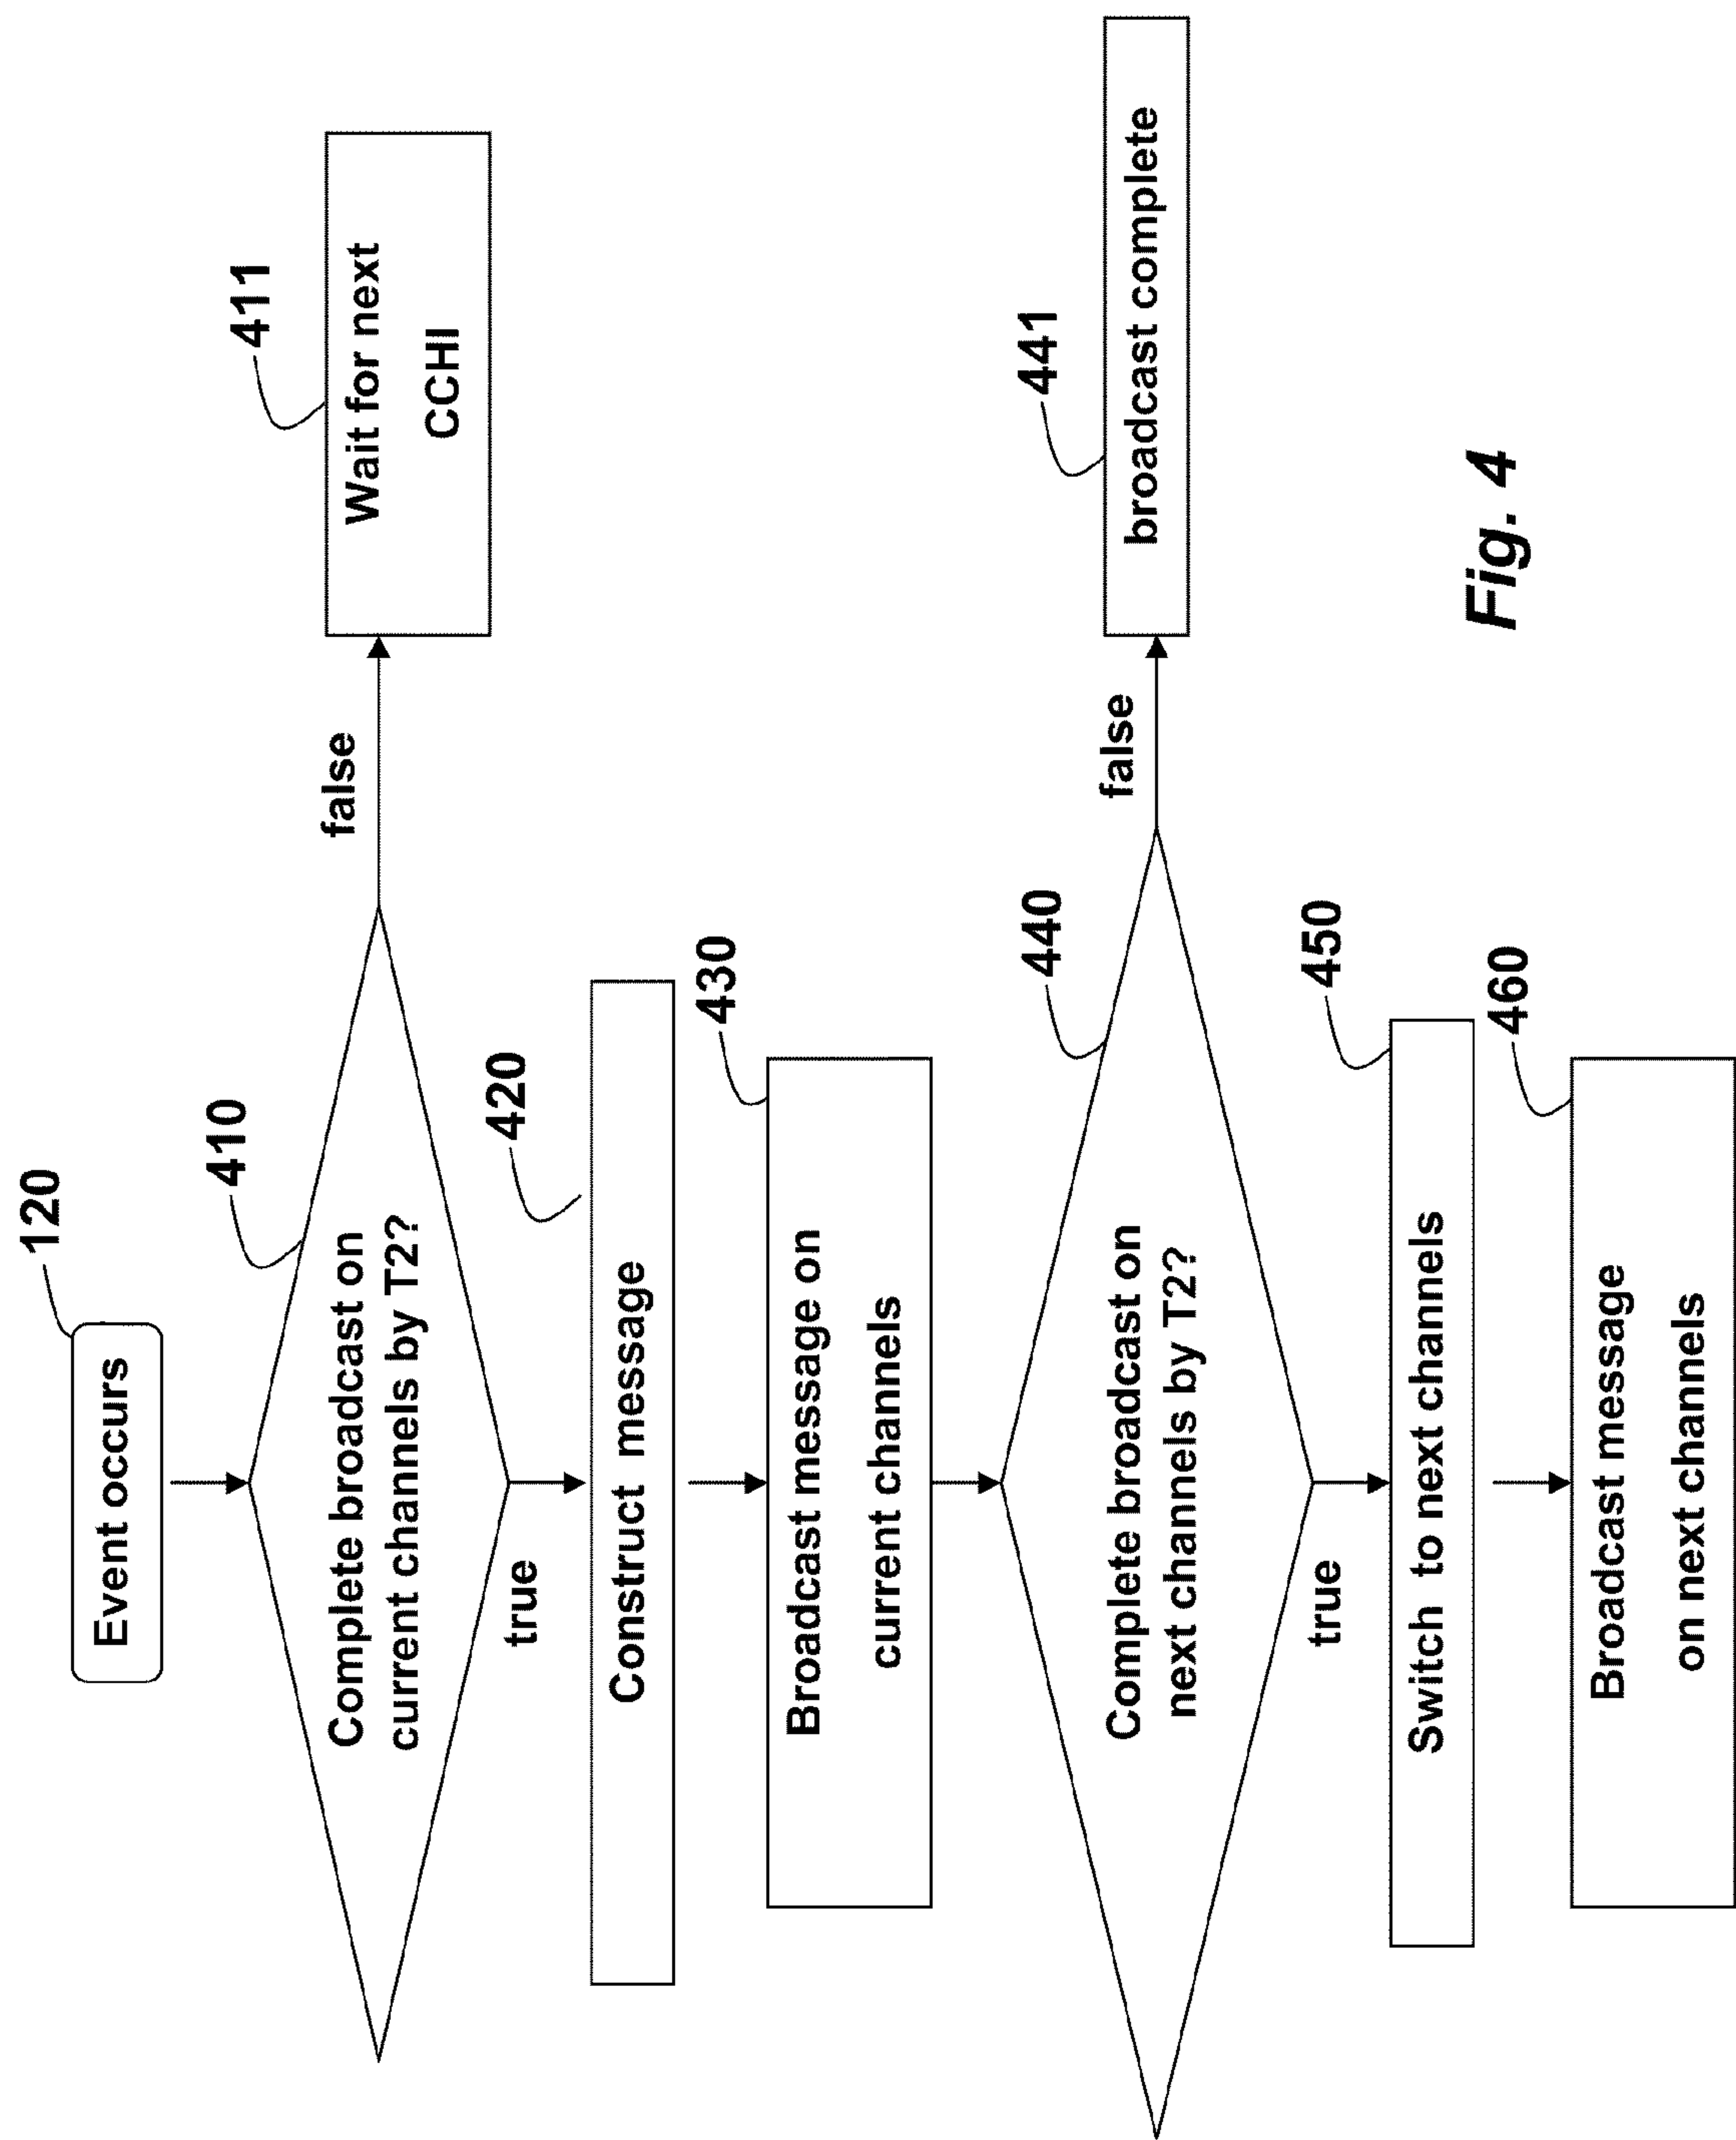 120
Event occurs
410
Complete broadcast on
current channels by T2?
false
411
Wait for next
CCHI
true
420
Construct message
430
Broadcast message on
current channels
440
Complete broadcast on
next channels by T2?
false
441
broadcast complete
true
450
Switch to next channels
460
Broadcast message
on next channels
Fig. 4